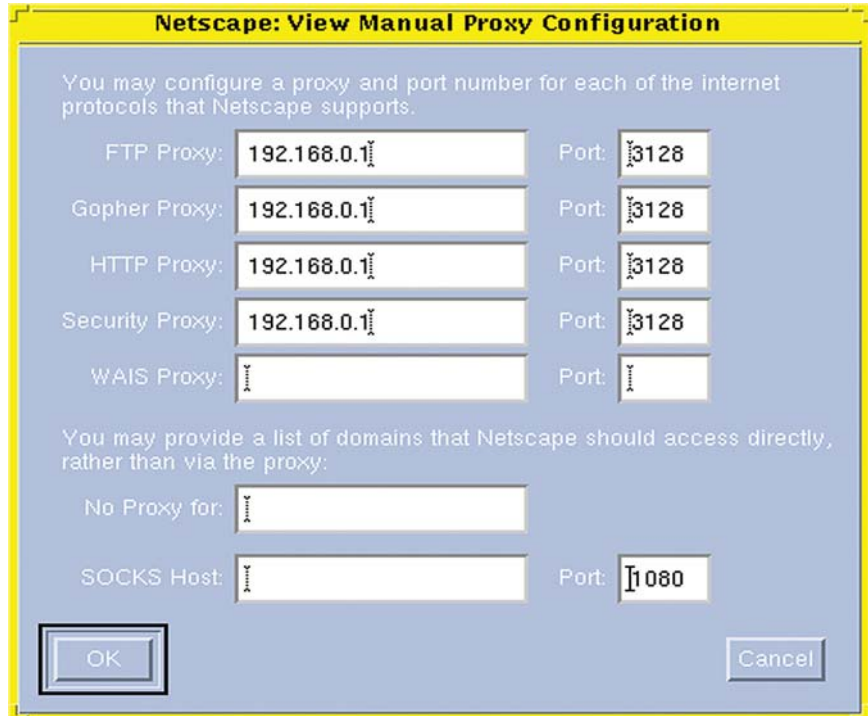 Netscape: View Manual Proxy Configuration
You may configure a proxy and port number for each of the internet
protocols that Netscape supports.
FTP Proxy: 192.168.0.1 Port: 3128
Gopher Proxy: 192.168.0.1 Port: 3128
HTTP Proxy: 192.168.0.1 Port: 3128
Security Proxy: 192.168.0.1 Port: 3128
WAIS Proxy: Port:
You may provide a list of domains that Netscape should access directly,
rather than via the proxy:
No Proxy for:
SOCKS Host: Port: 1080
OK Cancel